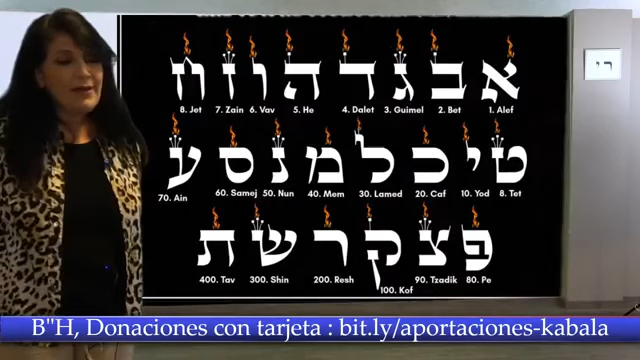 א ב ג ד ה ו ז ח
8. Jet 7. Zain 6. Vav 5. He 4. Dalet 3. Guimel 2. Bet 1. Alef
ט י כ ל מ נ ס ע
70. Ain 60. Samej 50. Nun 40. Mem 30. Lamed 20. Caf 10. Yod 8. Tet
פ צ ק ר ש ת
400. Tav 300. Shin 200. Resh 100. Kof 90. Tzadik 80. Pe
רי
B"H, Donaciones con tarjeta : bit.ly/aportaciones-kabala